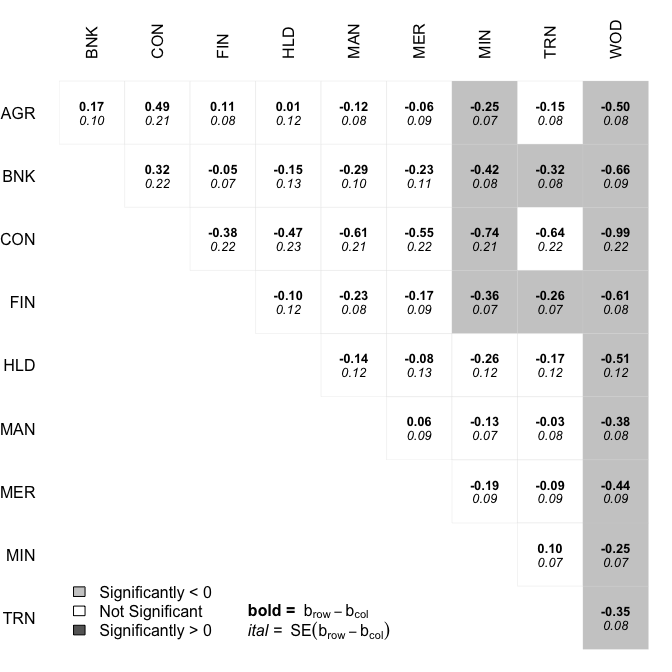 BNK CON FIN HLD MAN MER MIN TRN WOD
AGR 0.17 0.49 0.11 0.01 -0.12 -0.06 -0.25 -0.15 -0.50
0.10 0.21 0.08 0.12 0.08 0.09 0.07 0.08 0.08
BNK 0.32 -0.05 -0.15 -0.29 -0.23 -0.42 -0.32 -0.66
0.22 0.07 0.13 0.10 0.11 0.08 0.08 0.09
CON -0.38 -0.47 -0.61 -0.55 -0.74 -0.64 -0.99
0.22 0.23 0.21 0.22 0.21 0.22 0.22
FIN -0.10 -0.23 -0.17 -0.36 -0.26 -0.61
0.12 0.08 0.09 0.07 0.07 0.08
HLD -0.14 -0.08 -0.26 -0.17 -0.51
0.12 0.13 0.12 0.12 0.12
MAN 0.06 -0.13 -0.03 -0.38
0.09 0.07 0.08 0.08
MER -0.19 -0.09 -0.44
0.09 0.09 0.09
MIN 0.10 -0.25
0.07 0.07
TRN -0.35
0.08
Significantly < 0
Not Significant
Significantly > 0
bold = b_row − b_col
ital = SE(b_row − b_col)